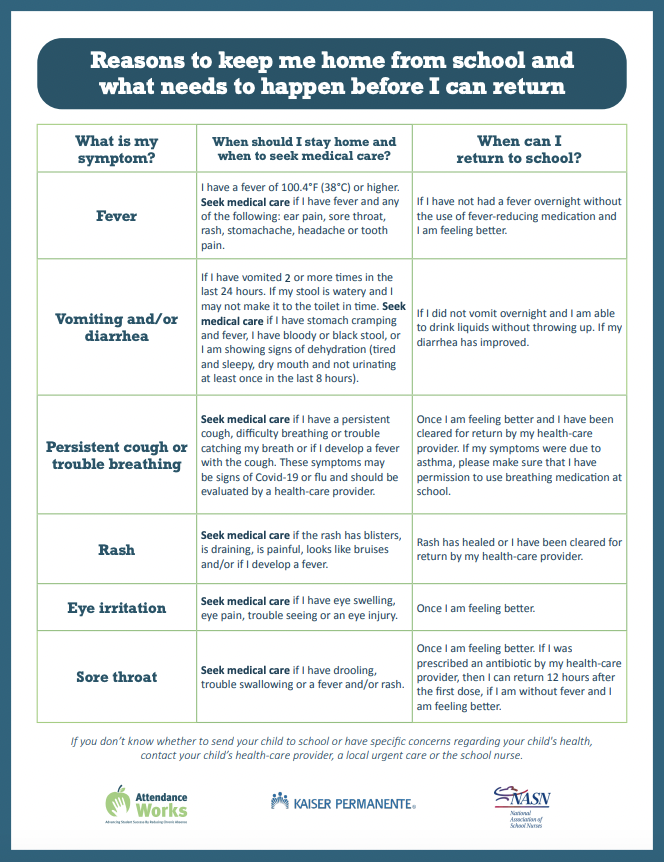 Reasons to keep me home from school and
what needs to happen before I can return
What is my
symptom?
When should I stay home and
when to seek medical care?
When can I
return to school?
Fever
I have a fever of 100.4°F (38°C) or higher.
Seek medical care if I have fever and any
of the following: ear pain, sore throat,
rash, stomachache, headache or tooth
pain.
If I have not had a fever overnight without
the use of fever-reducing medication and
I am feeling better.
Vomiting and/or
diarrhea
If I have vomited 2 or more times in the
last 24 hours. If my stool is watery and I
may not make it to the toilet in time. Seek
medical care if I have stomach cramping
and fever, I have bloody or black stool, or
I am showing signs of dehydration (tired
and sleepy, dry mouth and not urinating
at least once in the last 8 hours).
If I did not vomit overnight and I am able
to drink liquids without throwing up. If my
diarrhea has improved.
Persistent cough or
trouble breathing
Seek medical care if I have a persistent
cough, difficulty breathing or trouble
catching my breath or if I develop a fever
with the cough. These symptoms may
be signs of Covid-19 or flu and should be
evaluated by a health-care provider.
Once I am feeling better and I have been
cleared for return by my health-care
provider. If my symptoms were due to
asthma, please make sure that I have
permission to use breathing medication at
school.
Rash
Seek medical care if the rash has blisters,
is draining, is painful, looks like bruises
and/or if I develop a fever.
Rash has healed or I have been cleared for
return by my health-care provider.
Eye irritation
Seek medical care if I have eye swelling,
eye pain, trouble seeing or an eye injury.
Once I am feeling better.
Sore throat
Seek medical care if I have drooling,
trouble swallowing or a fever and/or rash.
Once I am feeling better. If I was
prescribed an antibiotic by my health-care
provider, then I can return 12 hours after
the first dose, if I am without fever and I
am feeling better.
If you don't know whether to send your child to school or have specific concerns regarding your child's health,
contact your child's health-care provider, a local urgent care or the school nurse.
Attendance
Works
Advancing Student Success By Reducing Chronic Absence
KAISER PERMANENTE®
NASN
National
Association of
School Nurses